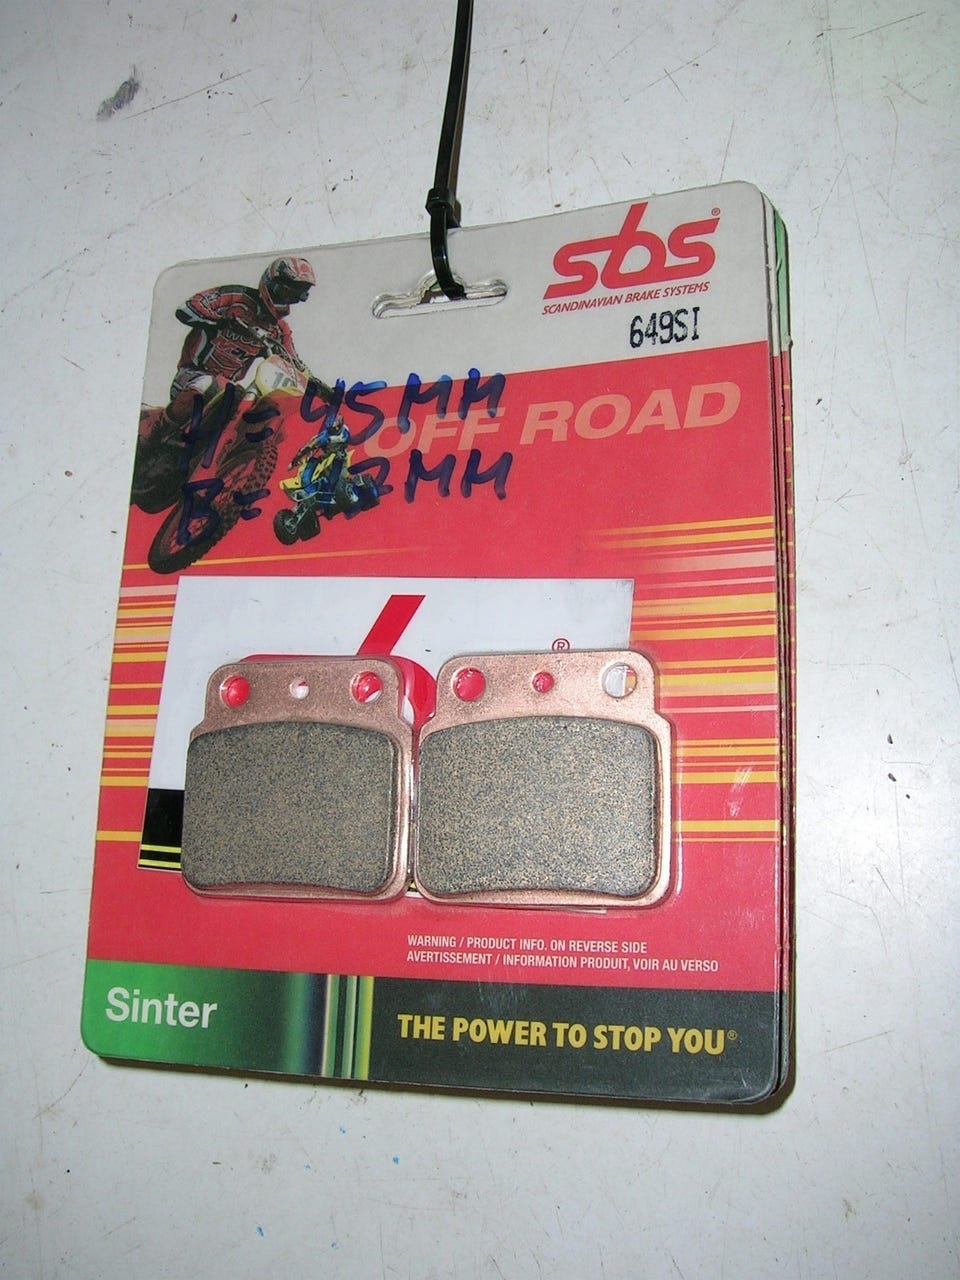 sbs®
SCANDINAVIAN BRAKE SYSTEMS
649SI
H= 45MM
OFF ROAD
B= MM
®
WARNING / PRODUCT INFO. ON REVERSE SIDE
AVERTISSEMENT / INFORMATION PRODUIT, VOIR AU VERSO
Sinter
THE POWER TO STOP YOU®